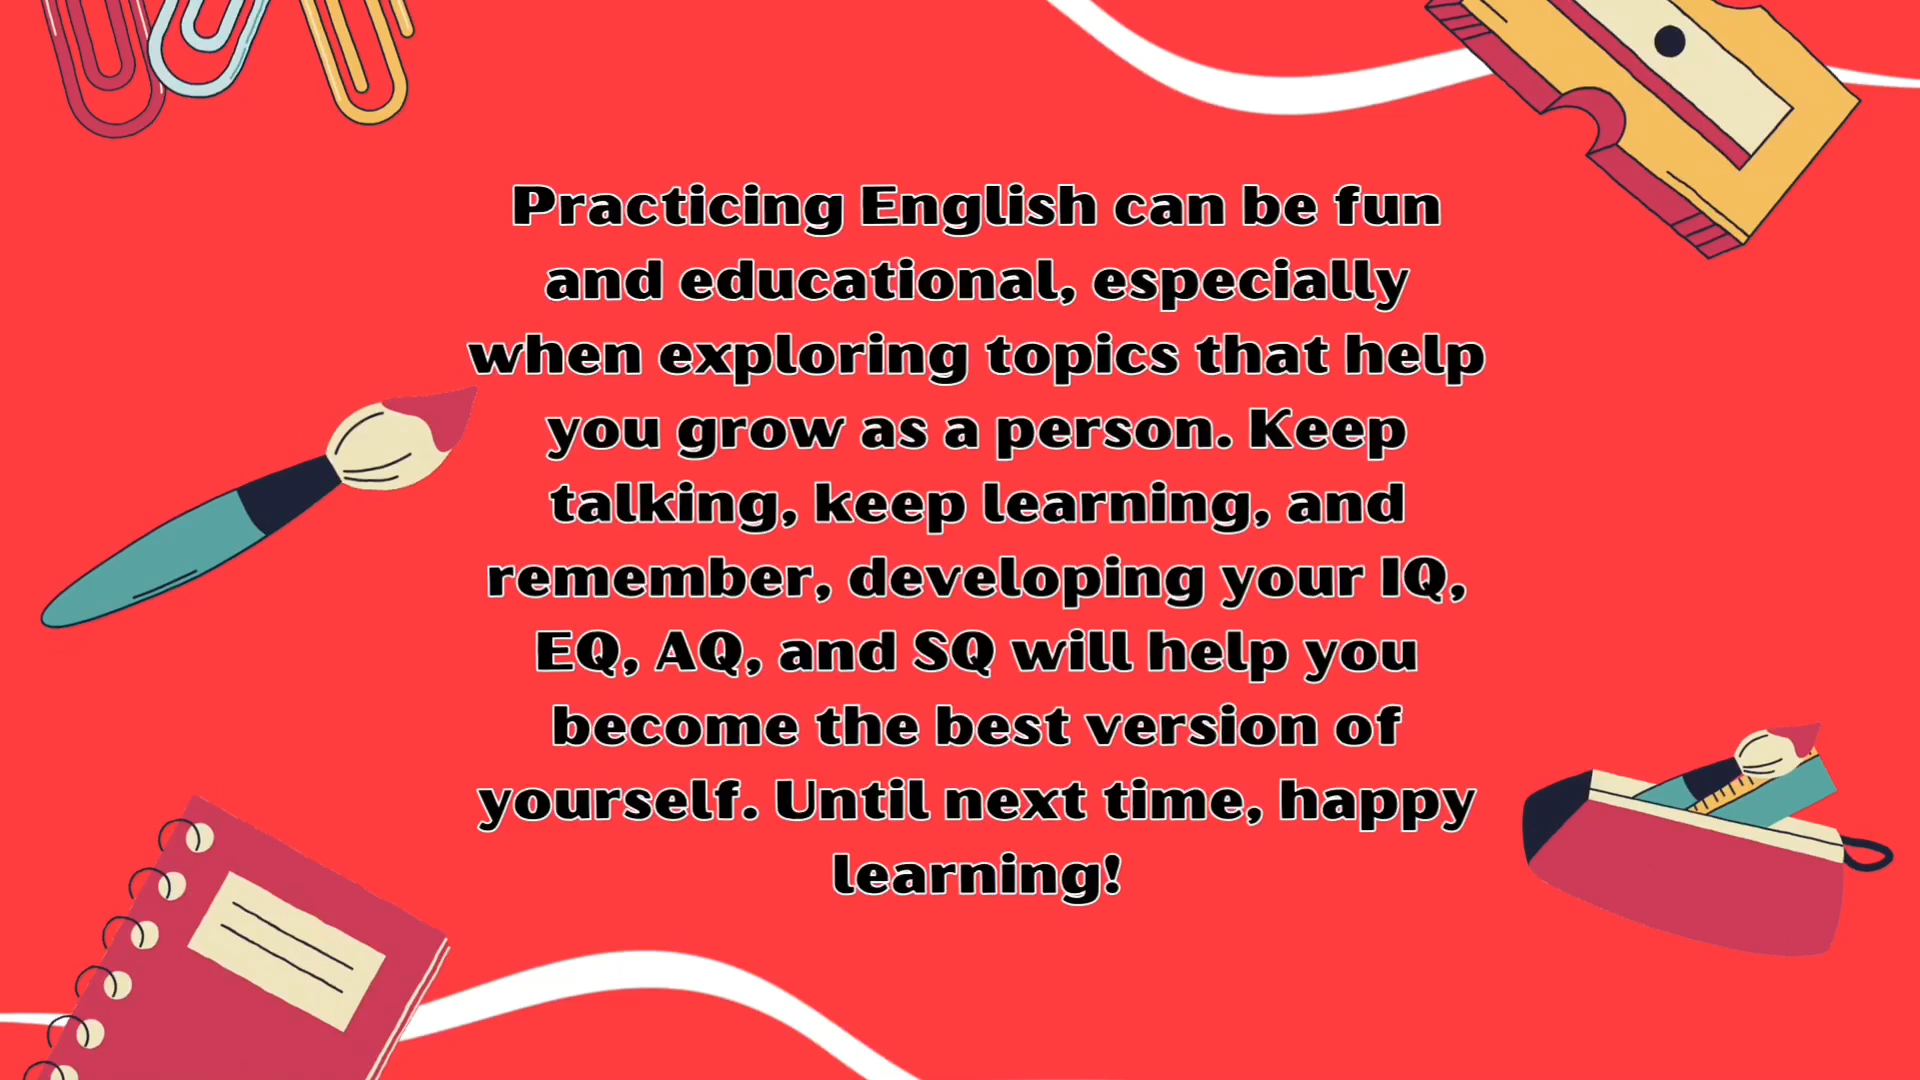 Practicing English can be fun
and educational, especially
when exploring topics that help
you grow as a person. Keep
talking, keep learning, and
remember, developing your IQ,
EQ, AQ, and SQ will help you
become the best version of
yourself. Until next time, happy
learning!